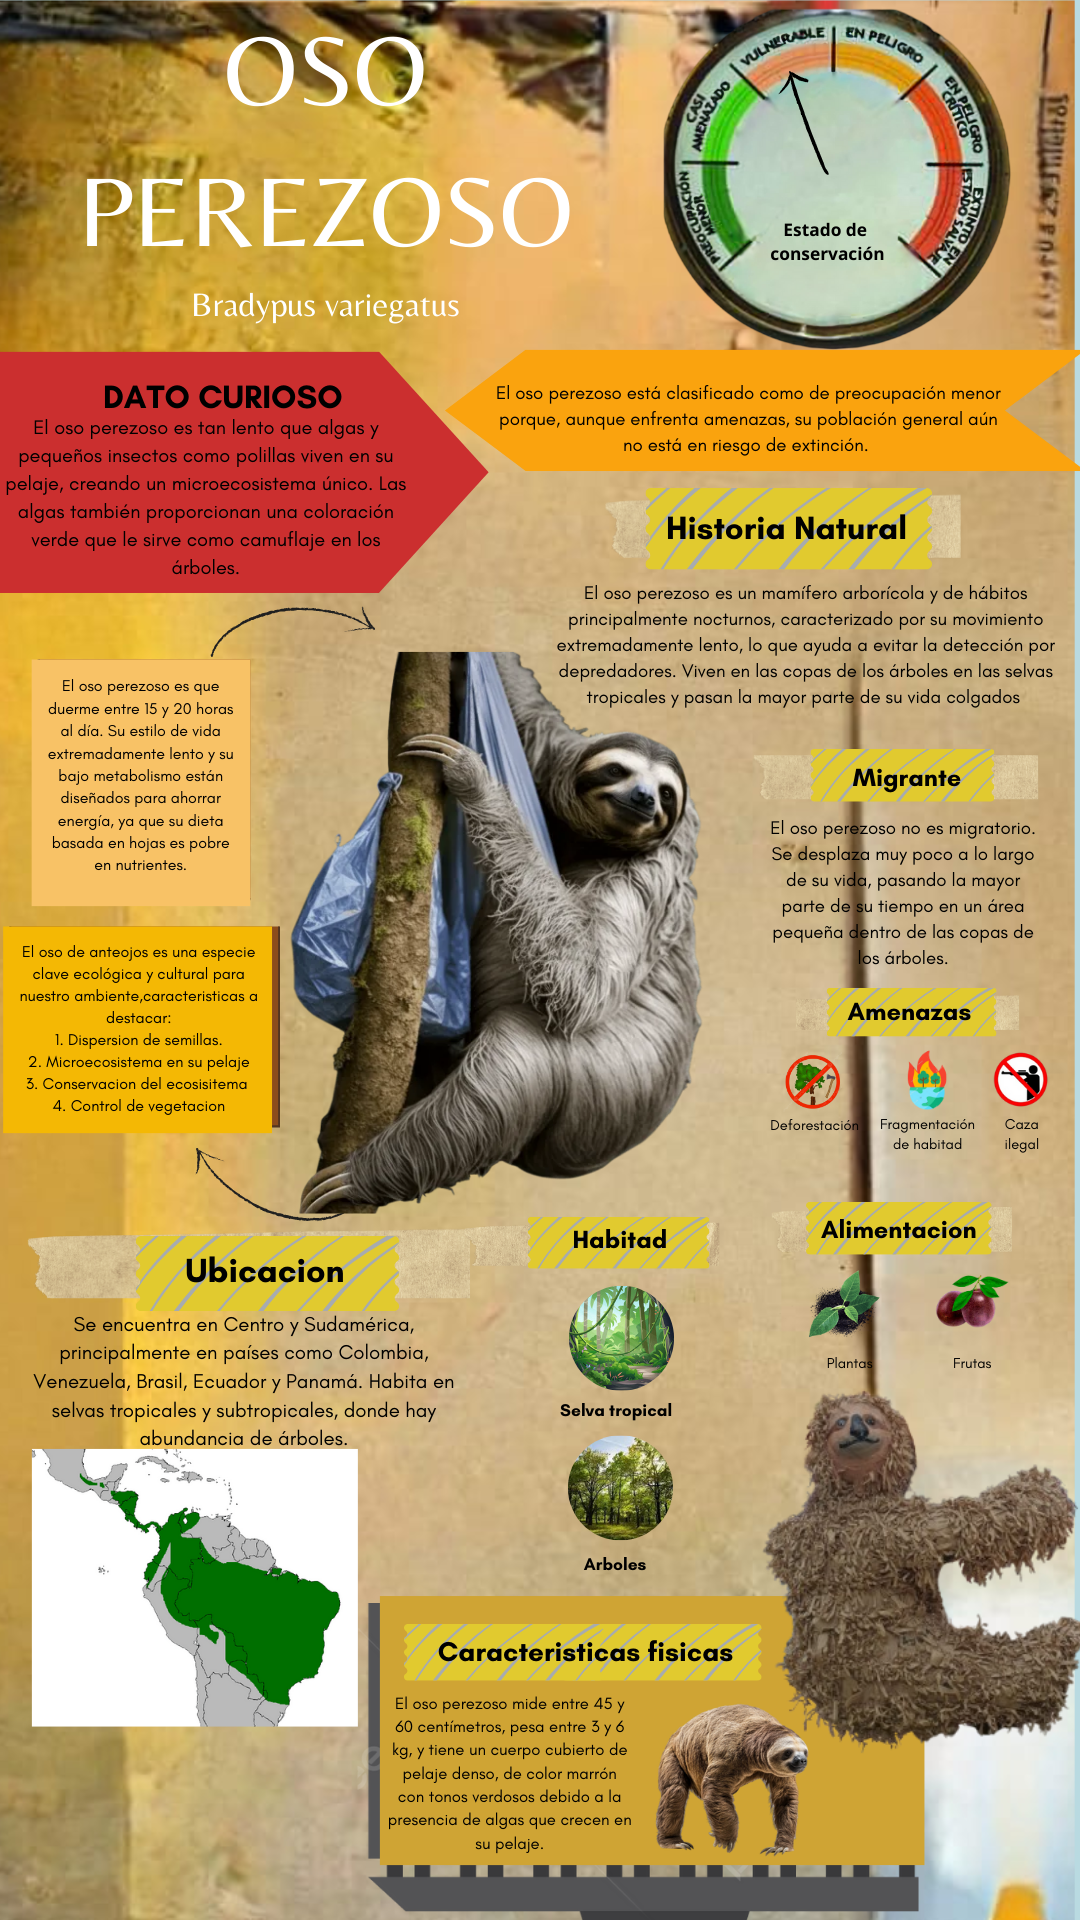 OSO
PEREZOSO
Bradypus variegatus
PREOCUPACIÓN
MENOR
CASI
AMENAZADO
VULNERABLE
EN PELIGRO
EN PELIGRO
CRÍTICO
EXTINTO EN
ESTADO SALVAJE
Estado de
conservación
DATO CURIOSO
El oso perezoso es tan lento que algas y
pequeños insectos como polillas viven en su
pelaje, creando un microecosistema único. Las
algas también proporcionan una coloración
verde que le sirve como camuflaje en los
árboles.
El oso perezoso está clasificado como de preocupación menor
porque, aunque enfrenta amenazas, su población general aún
no está en riesgo de extinción.
Historia Natural
El oso perezoso es un mamífero arborícola y de hábitos
principalmente nocturnos, caracterizado por su movimiento
extremadamente lento, lo que ayuda a evitar la detección por
depredadores. Viven en las copas de los árboles en las selvas
tropicales y pasan la mayor parte de su vida colgados
El oso perezoso es que
duerme entre 15 y 20 horas
al día. Su estilo de vida
extremadamente lento y su
bajo metabolismo están
diseñados para ahorrar
energía, ya que su dieta
basada en hojas es pobre
en nutrientes.
Migrante
El oso perezoso no es migratorio.
Se desplaza muy poco a lo largo
de su vida, pasando la mayor
parte de su tiempo en un área
pequeña dentro de las copas de
los árboles.
El oso de anteojos es una especie
clave ecológica y cultural para
nuestro ambiente,caracteristicas a
destacar:
1. Dispersion de semillas.
2. Microecosistema en su pelaje
3. Conservacion del ecosisitema
4. Control de vegetacion
Amenazas
Deforestación
Fragmentación
de habitad
Caza
ilegal
Ubicacion
Se encuentra en Centro y Sudamérica,
principalmente en países como Colombia,
Venezuela, Brasil, Ecuador y Panamá. Habita en
selvas tropicales y subtropicales, donde hay
abundancia de árboles.
Habitad
Selva tropical
Arboles
Alimentacion
Plantas
Frutas
Caracteristicas fisicas
El oso perezoso mide entre 45 y
60 centímetros, pesa entre 3 y 6
kg, y tiene un cuerpo cubierto de
pelaje denso, de color marrón
con tonos verdosos debido a la
presencia de algas que crecen en
su pelaje.